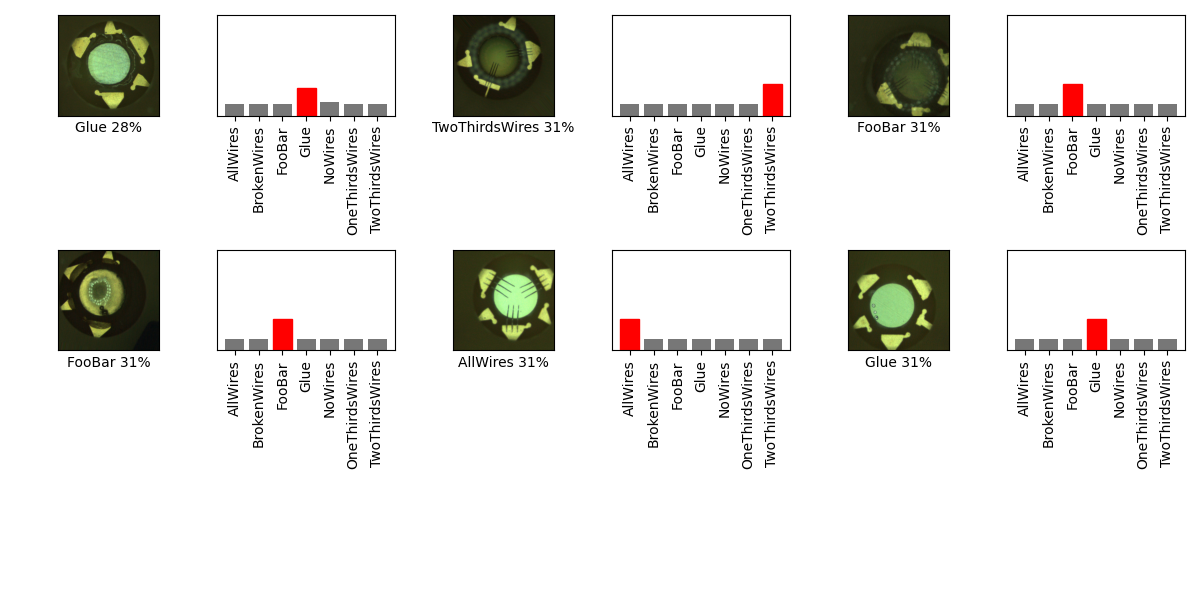 Glue 28%
AllWires
BrokenWires
FooBar
Glue
NoWires
OneThirdsWires
TwoThirdsWires
TwoThirdsWires 31%
AllWires
BrokenWires
FooBar
Glue
NoWires
OneThirdsWires
TwoThirdsWires
FooBar 31%
AllWires
BrokenWires
FooBar
Glue
NoWires
OneThirdsWires
TwoThirdsWires
FooBar 31%
AllWires
BrokenWires
FooBar
Glue
NoWires
OneThirdsWires
TwoThirdsWires
AllWires 31%
AllWires
BrokenWires
FooBar
Glue
NoWires
OneThirdsWires
TwoThirdsWires
Glue 31%
AllWires
BrokenWires
FooBar
Glue
NoWires
OneThirdsWires
TwoThirdsWires